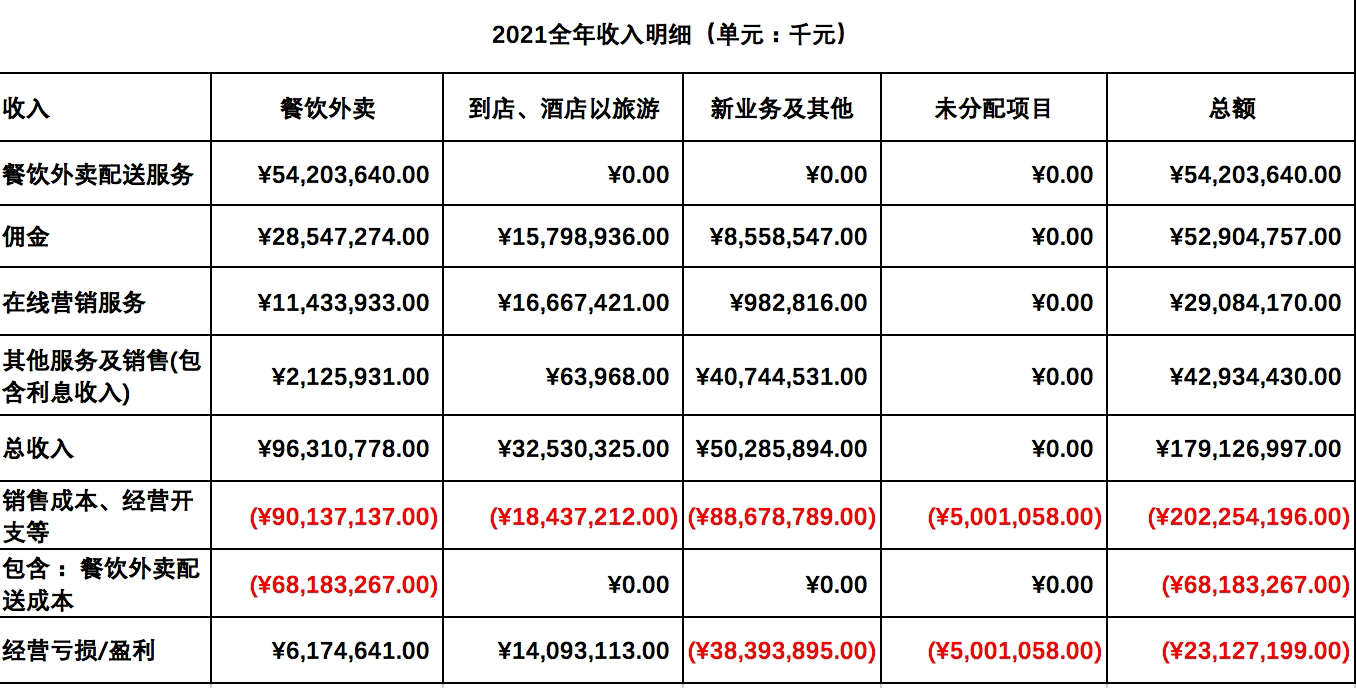 2021全年收入明细（单元：千元）
收入 餐饮外卖 到店、酒店以旅游 新业务及其他 未分配项目 总额
餐饮外卖配送服务 ¥54,203,640.00 ¥0.00 ¥0.00 ¥0.00 ¥54,203,640.00
佣金 ¥28,547,274.00 ¥15,798,936.00 ¥8,558,547.00 ¥0.00 ¥52,904,757.00
在线营销服务 ¥11,433,933.00 ¥16,667,421.00 ¥982,816.00 ¥0.00 ¥29,084,170.00
其他服务及销售(包
含利息收入) ¥2,125,931.00 ¥63,968.00 ¥40,744,531.00 ¥0.00 ¥42,934,430.00
总收入 ¥96,310,778.00 ¥32,530,325.00 ¥50,285,894.00 ¥0.00 ¥179,126,997.00
销售成本、经营开
支等 (¥90,137,137.00) (¥18,437,212.00) (¥88,678,789.00) (¥5,001,058.00) (¥202,254,196.00)
包含：餐饮外卖配
送成本 (¥68,183,267.00) ¥0.00 ¥0.00 ¥0.00 (¥68,183,267.00)
经营亏损/盈利 ¥6,174,641.00 ¥14,093,113.00 (¥38,393,895.00) (¥5,001,058.00) (¥23,127,199.00)